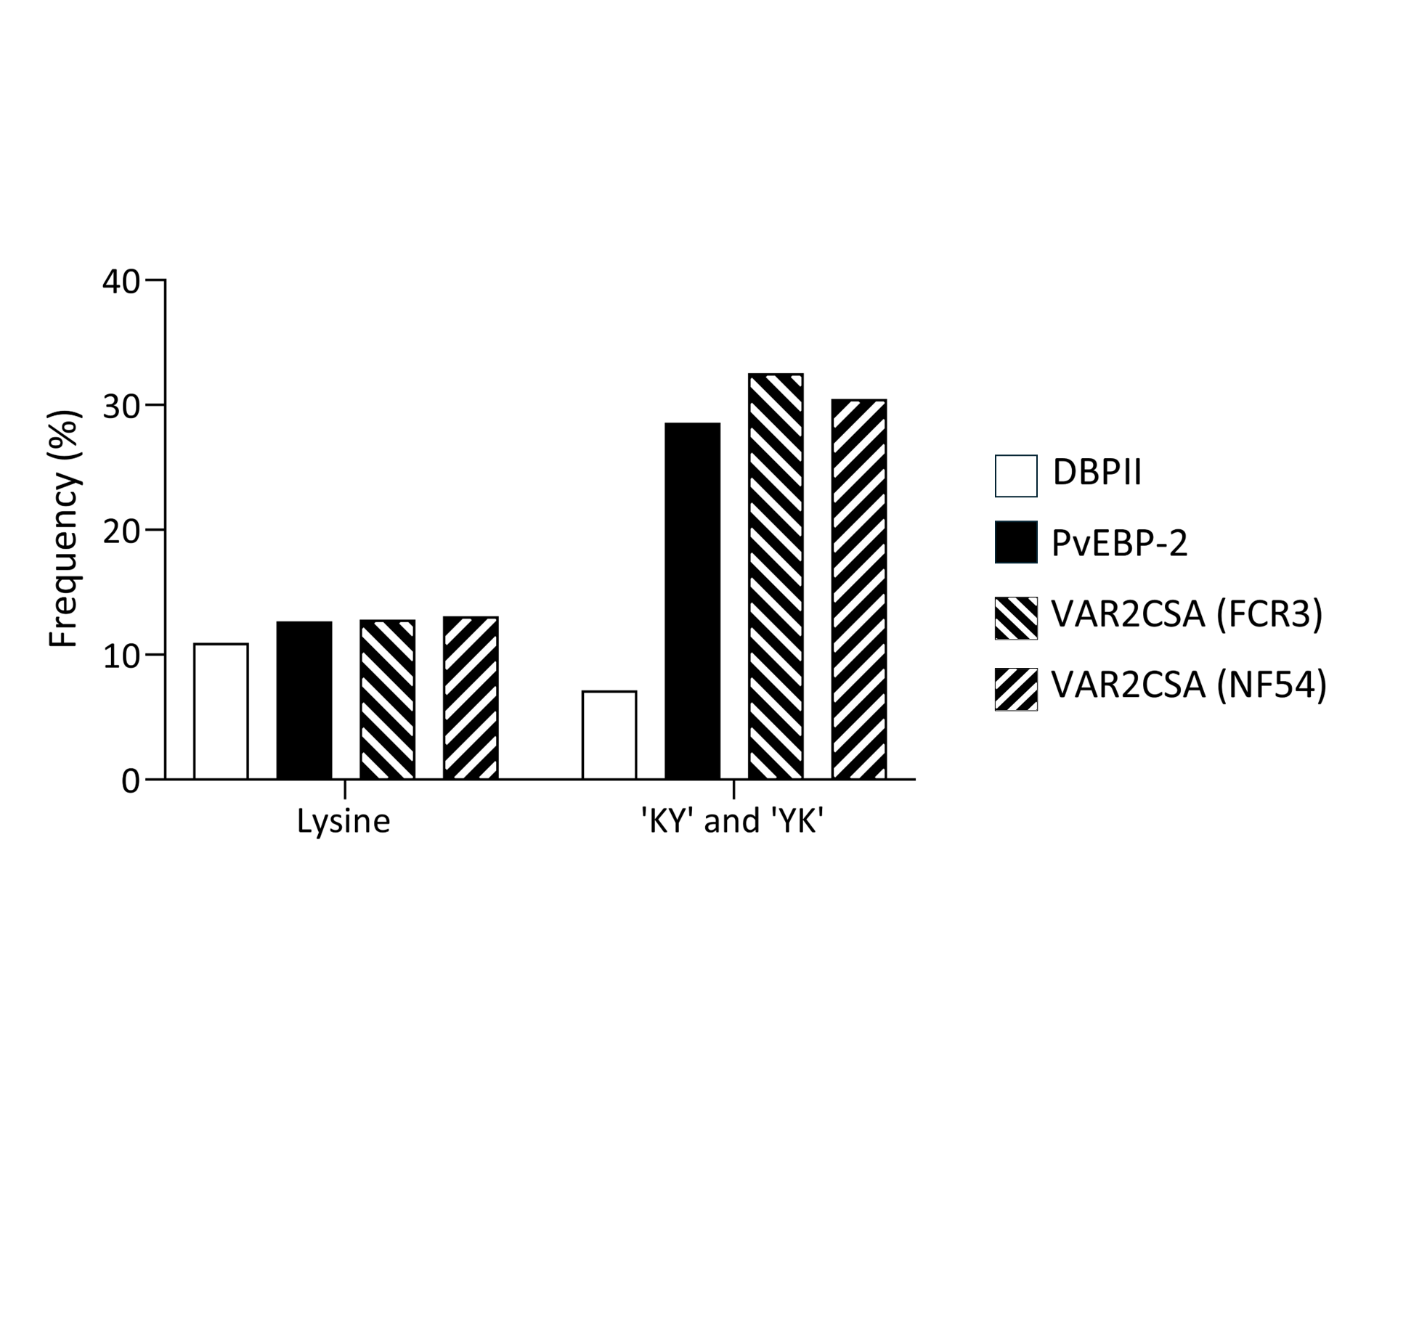 40
30
20
10
0
Frequency (%)
Lysine
'KY' and 'YK'
DBPII
PvEBP-2
VAR2CSA (FCR3)
VAR2CSA (NF54)